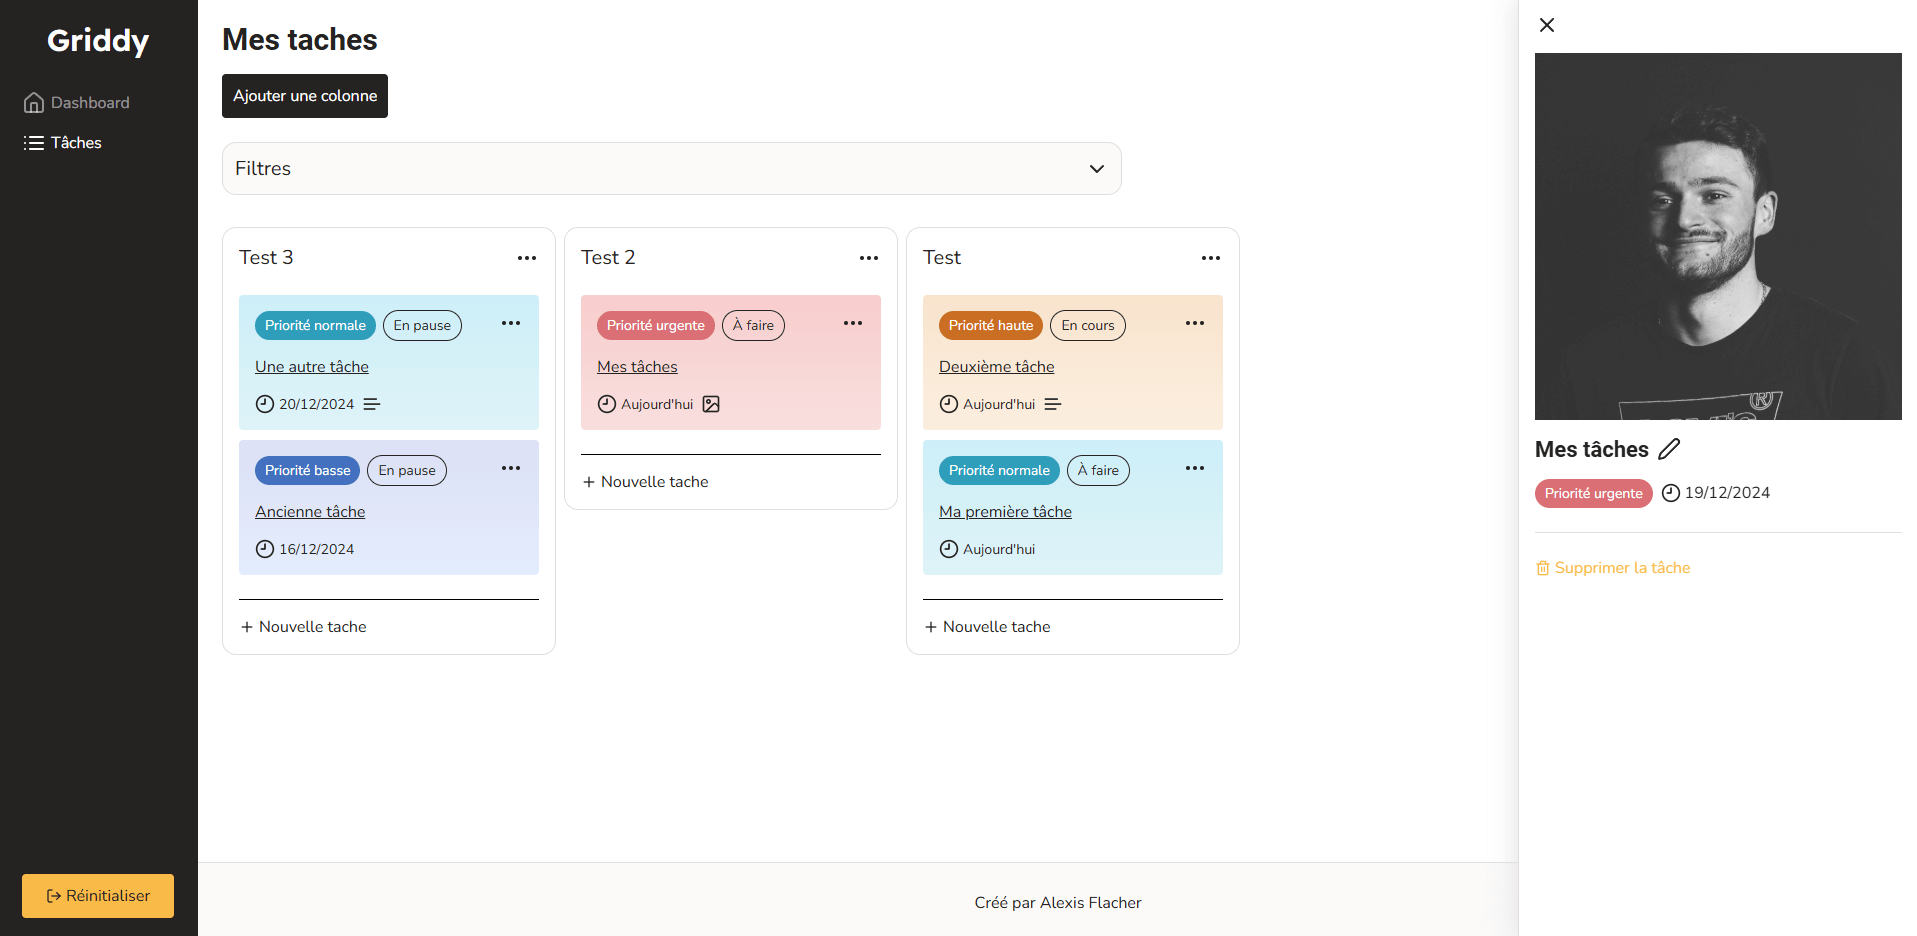 Griddy
Dashboard
Tâches
Réinitialiser
Mes taches
Ajouter une colonne
Filtres
Test 3
Priorité normale En pause
Une autre tâche
20/12/2024
Priorité basse En pause
Ancienne tâche
16/12/2024
+ Nouvelle tache
Test 2
Priorité urgente À faire
Mes tâches
Aujourd'hui
+ Nouvelle tache
Test
Priorité haute En cours
Deuxième tâche
Aujourd'hui
Priorité normale À faire
Ma première tâche
Aujourd'hui
+ Nouvelle tache
Créé par Alexis Flacher
®
Mes tâches
Priorité urgente 19/12/2024
Supprimer la tâche